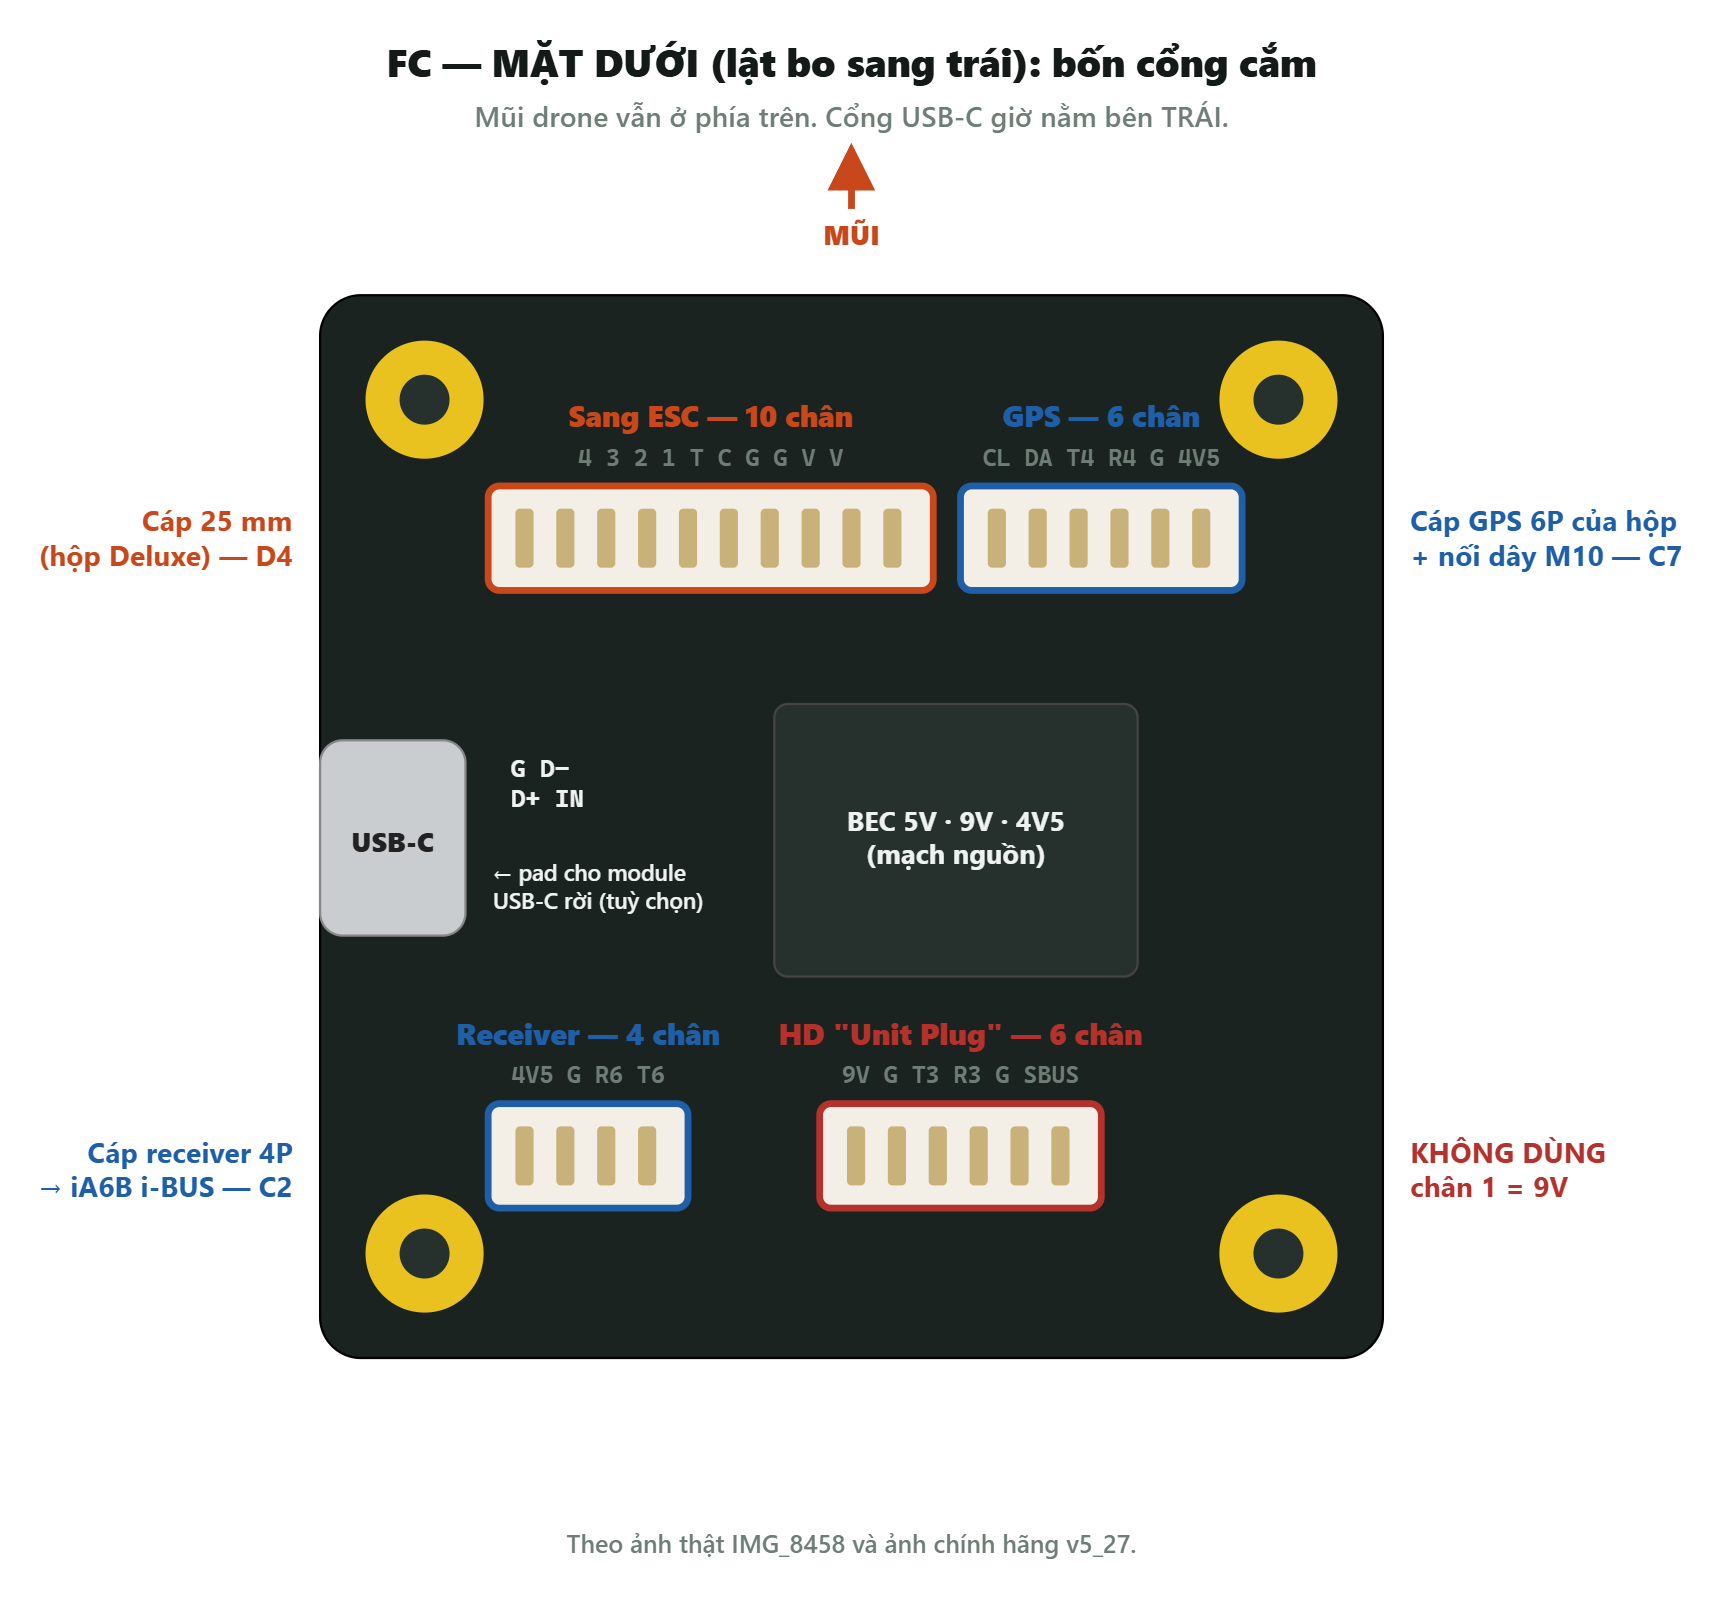 FC — MẶT DƯỚI (lật bo sang trái): bốn cổng cắm
Mũi drone vẫn ở phía trên. Cổng USB-C giờ nằm bên TRÁI.
MŨI
Sang ESC — 10 chân
4 3 2 1 T C G G V V
GPS — 6 chân
CL DA T4 R4 G 4V5
Cáp 25 mm
(hộp Deluxe) — D4
Cáp GPS 6P của hộp
+ nối dây M10 — C7
USB-C
G D−
D+ IN
← pad cho module
USB-C rời (tuỳ chọn)
BEC 5V · 9V · 4V5
(mạch nguồn)
Receiver — 4 chân
4V5 G R6 T6
HD "Unit Plug" — 6 chân
9V G T3 R3 G SBUS
Cáp receiver 4P
→ iA6B i-BUS — C2
KHÔNG DÙNG
chân 1 = 9V
Theo ảnh thật IMG_8458 và ảnh chính hãng v5_27.